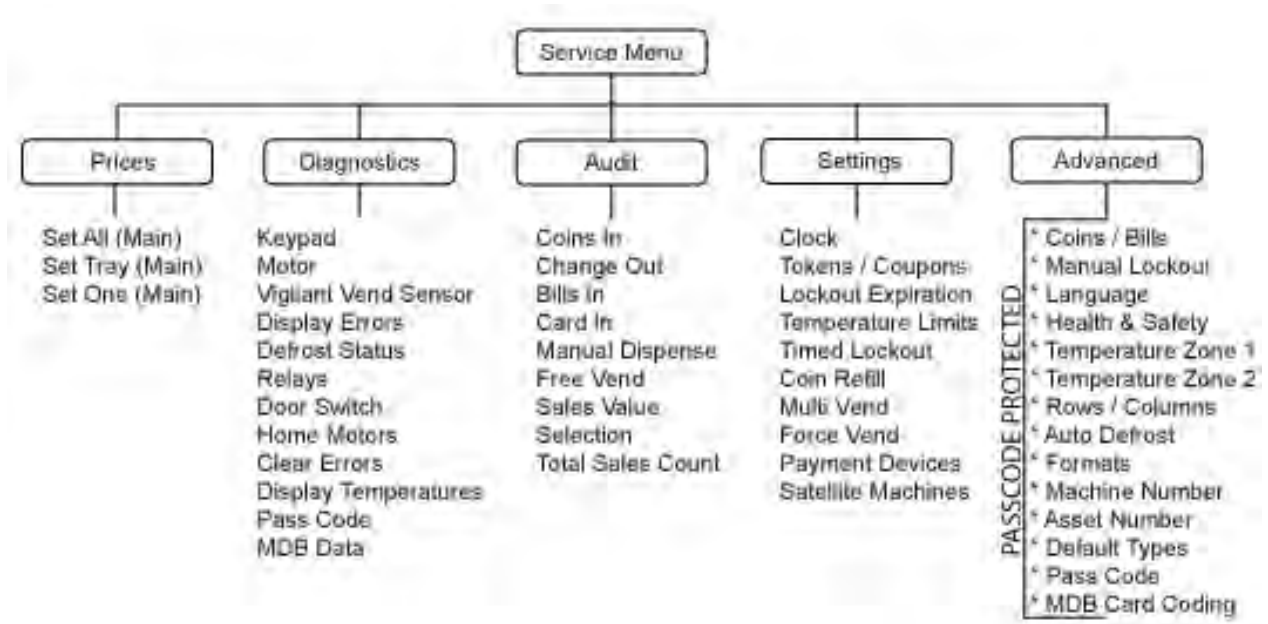 Service Menu
Prices
Diagnostics
Audit
Settings
Advanced
Set All (Main)
Set Tray (Main)
Set One (Main)
Keypad
Motor
Vigilant Vend Sensor
Display Errors
Defrost Status
Relays
Door Switch
Home Motors
Clear Errors
Display Temperatures
Pass Code
MDB Data
Coins In
Change Out
Bills In
Card In
Manual Dispense
Free Vend
Sales Value
Selection
Total Sales Count
Clock
Tokens / Coupons
Lockout Expiration
Temperature Limits
Timed Lockout
Coin Refill
Multi Vend
Force Vend
Payment Devices
Satellite Machines
PASSCODE PROTECTED
* Coins / Bills
* Manual Lockout
* Language
* Health & Safety
* Temperature Zone 1
* Temperature Zone 2
* Rows / Columns
* Auto Defrost
* Formats
* Machine Number
* Asset Number
* Default Types
* Pass Code
* MDB Card Coding